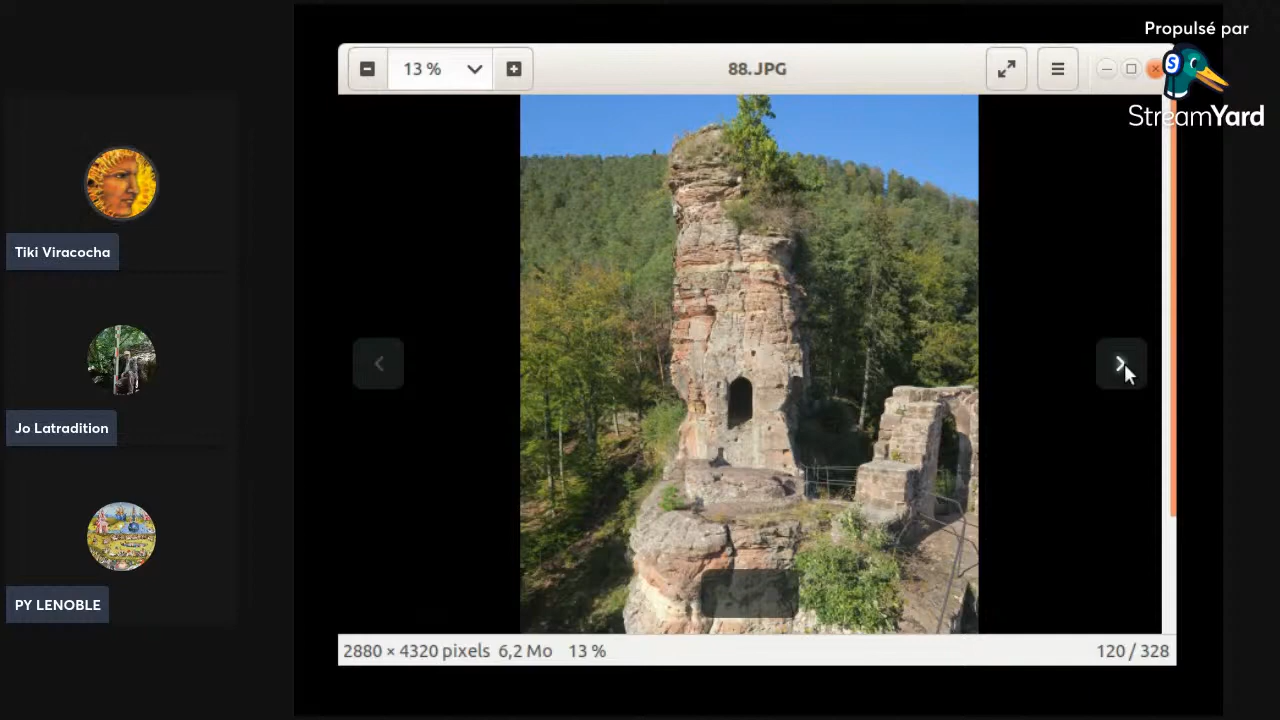 Propulsé par
StreamYard
13 %
88.JPG
Tiki Viracocha
Jo Latradition
PY LENOBLE
2880 × 4320 pixels 6,2 Mo 13 %
120 / 328